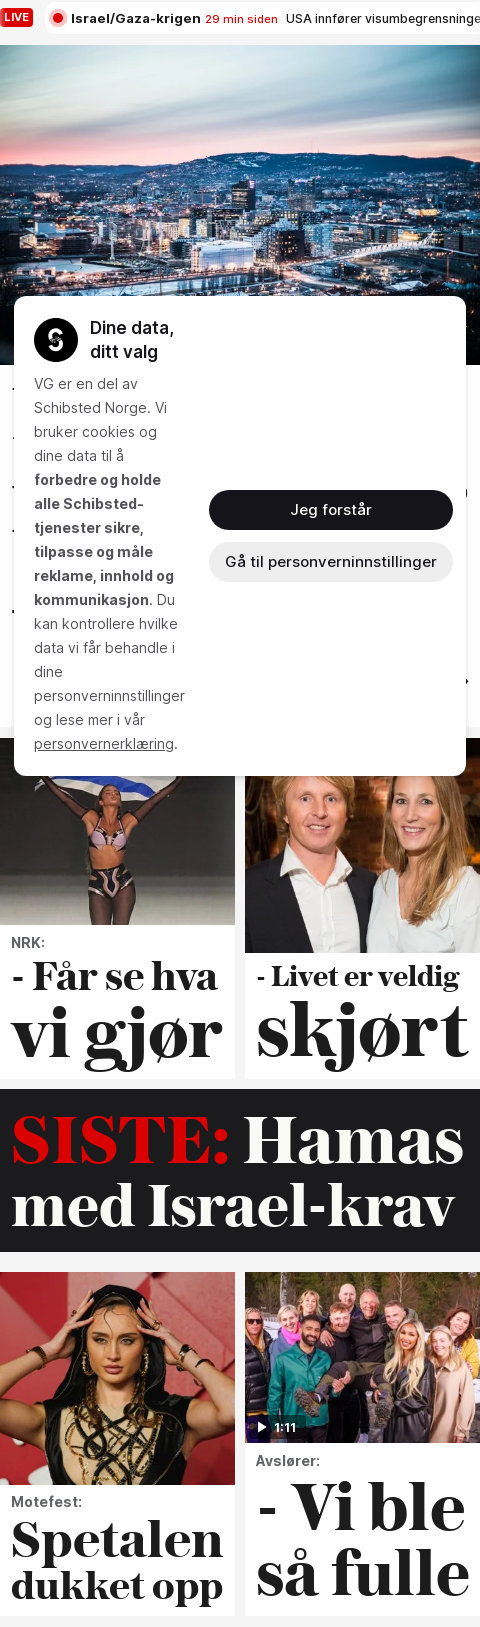 LIVE
Israel/Gaza-krigen 29 min siden USA innfører visumbegrensninge
Dine data,
ditt valg
VG er en del av
Schibsted Norge. Vi
bruker cookies og
dine data til å
forbedre og holde
alle Schibsted-
tjenester sikre,
tilpasse og måle
reklame, innhold og
kommunikasjon. Du
kan kontrollere hvilke
data vi får behandle i
dine
personverninnstillinger
og lese mer i vår
personvernerklæring.
Jeg forstår
Gå til personverninnstillinger
NRK:
- Får se hva
vi gjør
- Livet er veldig
skjørt
SISTE: Hamas
med Israel-krav
Motefest:
Spetalen
dukket opp
1:11
Avslører:
- Vi ble
så fulle